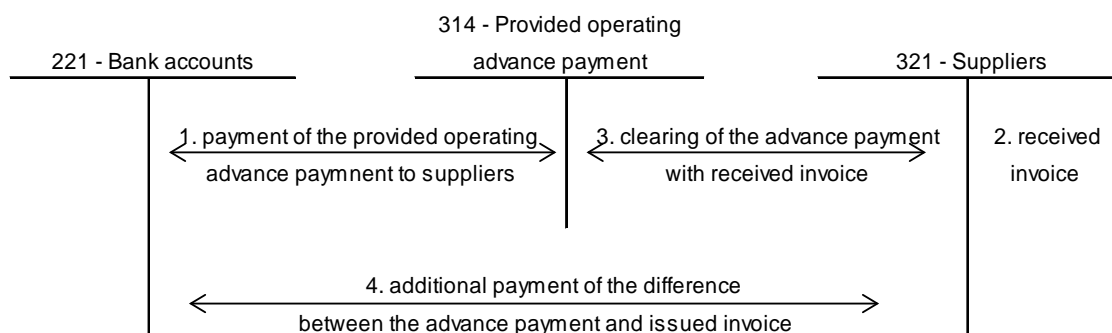 314 - Provided operating
advance payment
221 - Bank accounts
321 - Suppliers
1. payment of the provided operating
advance paymnent to suppliers
3. clearing of the advance payment
with received invoice
2. received
invoice
4. additional payment of the difference
between the advance payment and issued invoice